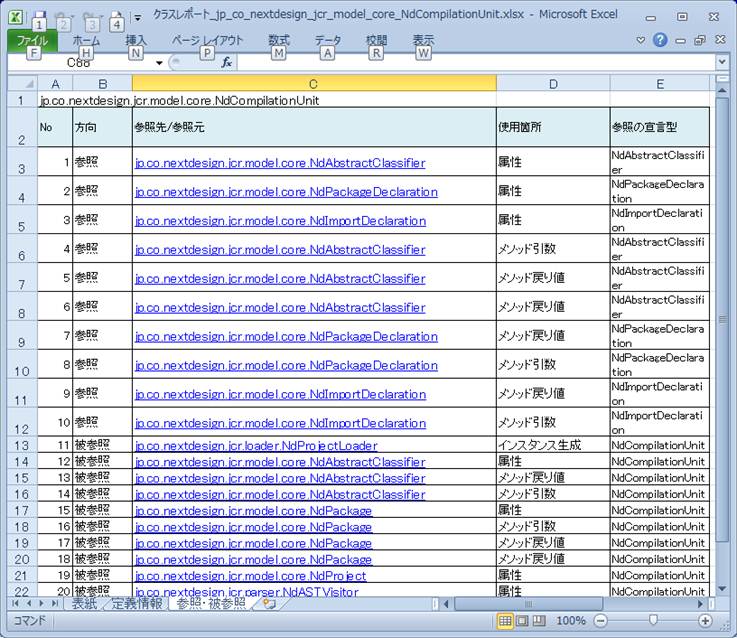 クラスレポート_jp_co_nextdesign_jcr_model_core_NdCompilationUnit.xlsx - Microsoft Excel
1 2 3 4
ファイル ホーム 挿入 ページ レイアウト 数式 データ 校閲 表示
F H N P M A R W
C88 fx
A B C D E
1 jp.co.nextdesign.jcr.model.core.NdCompilationUnit
2 No 方向 参照先/参照元 使用箇所 参照の宣言型
3 1 参照 jp.co.nextdesign.jcr.model.core.NdAbstractClassifier 属性 NdAbstractClassifier
4 2 参照 jp.co.nextdesign.jcr.model.core.NdPackageDeclaration 属性 NdPackageDeclaration
5 3 参照 jp.co.nextdesign.jcr.model.core.NdImportDeclaration 属性 NdImportDeclaration
6 4 参照 jp.co.nextdesign.jcr.model.core.NdAbstractClassifier メソッド引数 NdAbstractClassifier
7 5 参照 jp.co.nextdesign.jcr.model.core.NdAbstractClassifier メソッド戻り値 NdAbstractClassifier
8 6 参照 jp.co.nextdesign.jcr.model.core.NdAbstractClassifier メソッド戻り値 NdAbstractClassifier
9 7 参照 jp.co.nextdesign.jcr.model.core.NdPackageDeclaration メソッド戻り値 NdPackageDeclaration
10 8 参照 jp.co.nextdesign.jcr.model.core.NdPackageDeclaration メソッド引数 NdPackageDeclaration
11 9 参照 jp.co.nextdesign.jcr.model.core.NdImportDeclaration メソッド戻り値 NdImportDeclaration
12 10 参照 jp.co.nextdesign.jcr.model.core.NdImportDeclaration メソッド引数 NdImportDeclaration
13 11 被参照 jp.co.nextdesign.jcr.loader.NdProjectLoader インスタンス生成 NdCompilationUnit
14 12 被参照 jp.co.nextdesign.jcr.model.core.NdAbstractClassifier 属性 NdCompilationUnit
15 13 被参照 jp.co.nextdesign.jcr.model.core.NdAbstractClassifier メソッド戻り値 NdCompilationUnit
16 14 被参照 jp.co.nextdesign.jcr.model.core.NdAbstractClassifier メソッド引数 NdCompilationUnit
17 15 被参照 jp.co.nextdesign.jcr.model.core.NdPackage 属性 NdCompilationUnit
18 16 被参照 jp.co.nextdesign.jcr.model.core.NdPackage メソッド引数 NdCompilationUnit
19 17 被参照 jp.co.nextdesign.jcr.model.core.NdPackage メソッド戻り値 NdCompilationUnit
20 18 被参照 jp.co.nextdesign.jcr.model.core.NdPackage メソッド戻り値 NdCompilationUnit
21 19 被参照 jp.co.nextdesign.jcr.model.core.NdProject 属性 NdCompilationUnit
22 20 被参照 jp.co.nextdesign.jcr.parser.NdASTVisitor 属性 NdCompilationUnit
表紙 定義情報 参照・被参照
コマンド 100%